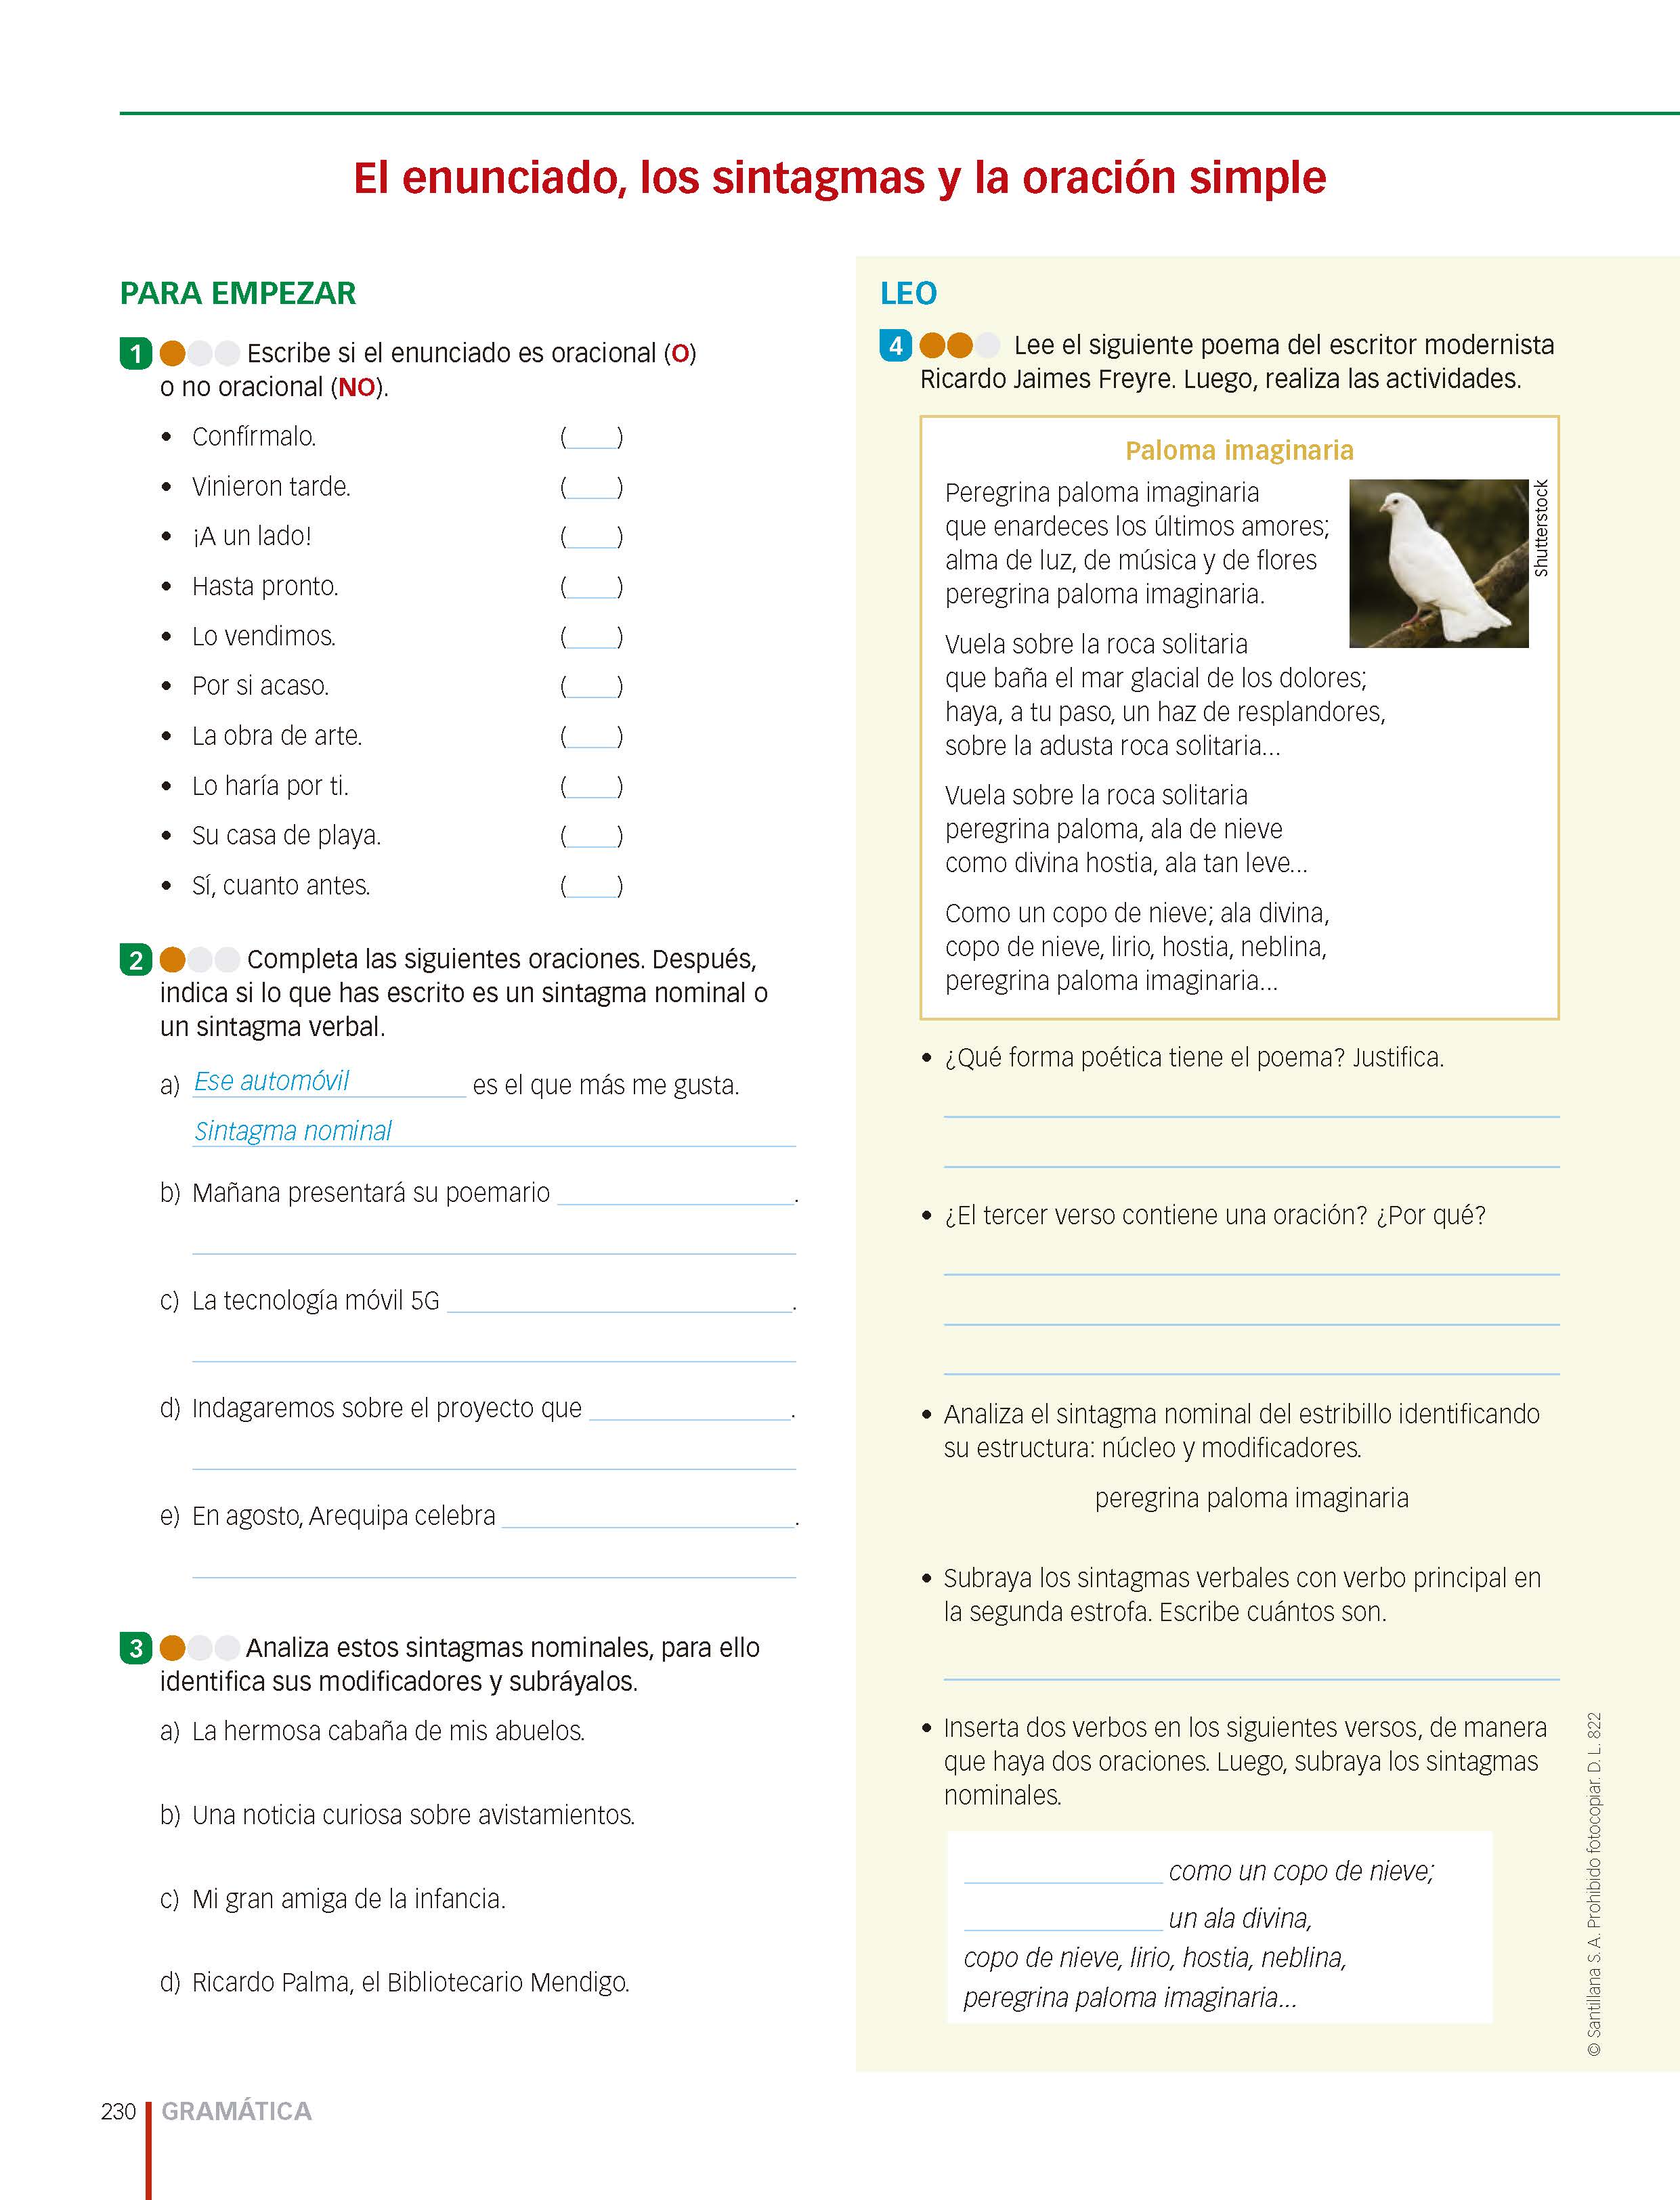 El enunciado, los sintagmas y la oración simple
PARA EMPEZAR
1 Escribe si el enunciado es oracional (O)
o no oracional (NO).
• Confírmalo. (____)
• Vinieron tarde. (____)
• ¡A un lado! (____)
• Hasta pronto. (____)
• Lo vendimos. (____)
• Por si acaso. (____)
• La obra de arte. (____)
• Lo haría por ti. (____)
• Su casa de playa. (____)
• Sí, cuanto antes. (____)
2 Completa las siguientes oraciones. Después,
indica si lo que has escrito es un sintagma nominal o
un sintagma verbal.
a) Ese automóvil es el que más me gusta.
Sintagma nominal
b) Mañana presentará su poemario ____.
c) La tecnología móvil 5G ____.
d) Indagaremos sobre el proyecto que ____.
e) En agosto, Arequipa celebra ____.
3 Analiza estos sintagmas nominales, para ello
identifica sus modificadores y subráyalos.
a) La hermosa cabaña de mis abuelos.
b) Una noticia curiosa sobre avistamientos.
c) Mi gran amiga de la infancia.
d) Ricardo Palma, el Bibliotecario Mendigo.
LEO
4 Lee el siguiente poema del escritor modernista
Ricardo Jaimes Freyre. Luego, realiza las actividades.
Paloma imaginaria
Peregrina paloma imaginaria
que enardeces los últimos amores;
alma de luz, de música y de flores
peregrina paloma imaginaria.
Shutterstock
Vuela sobre la roca solitaria
que baña el mar glacial de los dolores;
haya, a tu paso, un haz de resplandores,
sobre la adusta roca solitaria...
Vuela sobre la roca solitaria
peregrina paloma, ala de nieve
como divina hostia, ala tan leve...
Como un copo de nieve; ala divina,
copo de nieve, lirio, hostia, neblina,
peregrina paloma imaginaria...
• ¿Qué forma poética tiene el poema? Justifica.
• ¿El tercer verso contiene una oración? ¿Por qué?
• Analiza el sintagma nominal del estribillo identificando
su estructura: núcleo y modificadores.
peregrina paloma imaginaria
• Subraya los sintagmas verbales con verbo principal en
la segunda estrofa. Escribe cuántos son.
• Inserta dos verbos en los siguientes versos, de manera
que haya dos oraciones. Luego, subraya los sintagmas
nominales.
____ como un copo de nieve;
____ un ala divina,
copo de nieve, lirio, hostia, neblina,
peregrina paloma imaginaria...
© Santillana S. A. Prohibido fotocopiar. D. L. 822
230 GRAMÁTICA